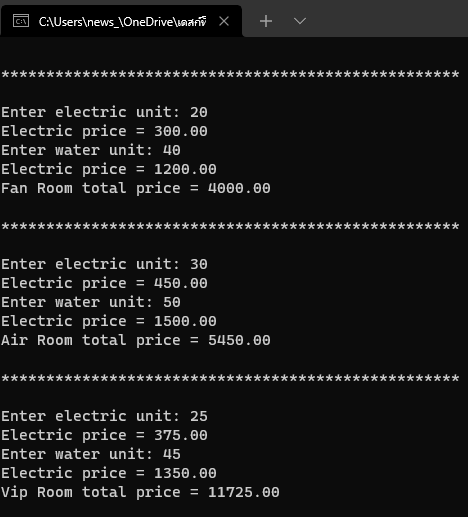 C:\Users\news_\OneDrive\เดสก์ท็
**************************************************
Enter electric unit: 20
Electric price = 300.00
Enter water unit: 40
Electric price = 1200.00
Fan Room total price = 4000.00
**************************************************
Enter electric unit: 30
Electric price = 450.00
Enter water unit: 50
Electric price = 1500.00
Air Room total price = 5450.00
**************************************************
Enter electric unit: 25
Electric price = 375.00
Enter water unit: 45
Electric price = 1350.00
Vip Room total price = 11725.00